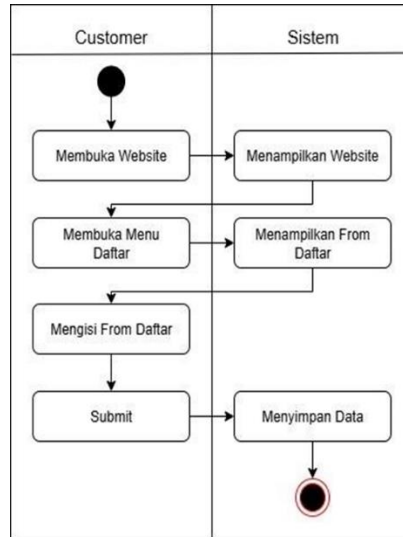 Customer
Sistem
Membuka Website
Menampilkan Website
Membuka Menu
Daftar
Menampilkan From
Daftar
Mengisi From Daftar
Submit
Menyimpan Data